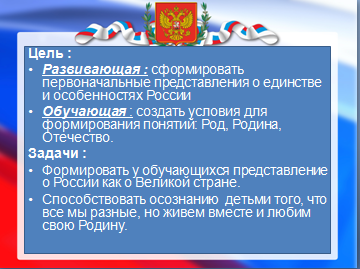 Цель :
• Развивающая : сформировать
первоначальные представления о единстве
и особенностях России
• Обучающая : создать условия для
формирования понятий: Род, Родина,
Отечество.
Задачи :
• Формировать у обучающихся представление
о России как о Великой стране.
• Способствовать осознанию детьми того, что
все мы разные, но живем вместе и любим
свою Родину.